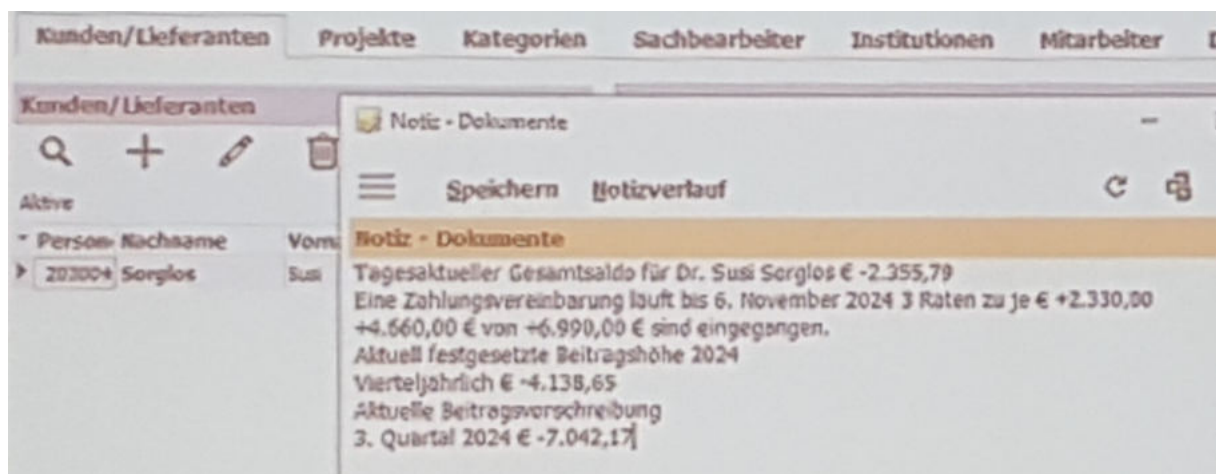 Kunden/Lieferanten Projekte Kategorien Sachbearbeiter Institutionen Mitarbeiter
Kunden/Lieferanten
Notiz - Dokumente
Speichern Notizverlauf
Aktive
Notiz - Dokumente
Person- Nachname Vorn
Sorglos Susi
Tagesaktueller Gesamtsaldo für Dr. Susi Sorglos € -2.355,79
Eine Zahlungsvereinbarung läuft bis 6. November 2024 3 Raten zu je € +2.330,00
+4.660,00 € von +6.990,00 € sind eingegangen.
Aktuell festgesetzte Beitragshöhe 2024
Vierteljährlich € -4.138,65
Aktuelle Beitragsvorschreibung
3. Quartal 2024 € -7.042,17